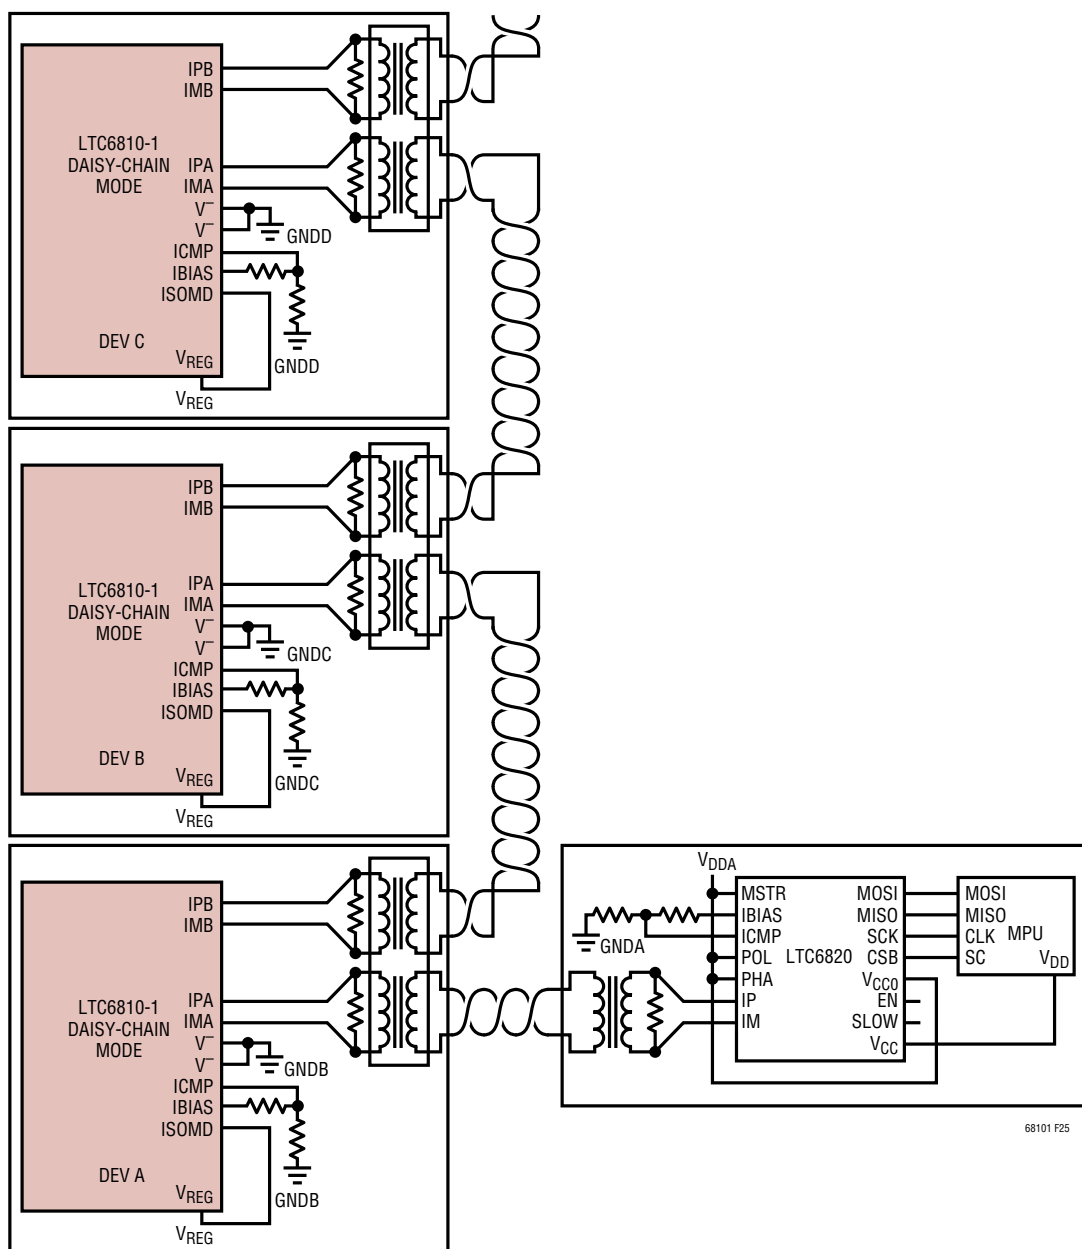 IPB
IMB
LTC6810-1
DAISY-CHAIN
MODE
IPA
IMA
V–
V–
GNDD
ICMP
IBIAS
ISOMD
GNDD
DEV C
VREG
VREG
IPB
IMB
LTC6810-1
DAISY-CHAIN
MODE
IPA
IMA
V–
V–
GNDC
ICMP
IBIAS
ISOMD
GNDC
DEV B
VREG
VREG
IPB
IMB
LTC6810-1
DAISY-CHAIN
MODE
IPA
IMA
V–
V–
GNDB
ICMP
IBIAS
ISOMD
GNDB
DEV A
VREG
VREG
VDDA
GNDA
MSTR
IBIAS
ICMP
POL
PHA
IP
IM
LTC6820
MOSI
MISO
SCK
CSB
VCC0
EN
SLOW
VCC
MOSI
MISO
CLK
SC
MPU
VDD
68101 F25